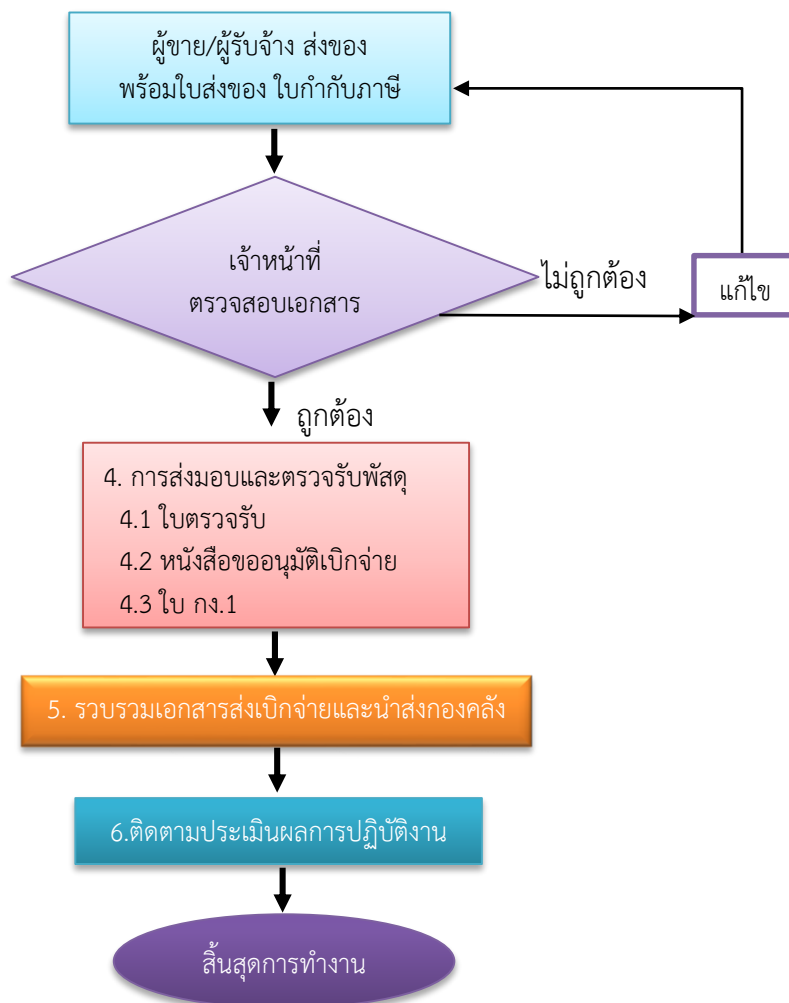 ผู้ขาย/ผู้รับจ้าง ส่งของ
พร้อมใบส่งของ ใบกำกับภาษี
เจ้าหน้าที่
ตรวจสอบเอกสาร
ไม่ถูกต้อง
แก้ไข
ถูกต้อง
4. การส่งมอบและตรวจรับพัสดุ
4.1 ใบตรวจรับ
4.2 หนังสือขออนุมัติเบิกจ่าย
4.3 ใบ กง.1
5. รวบรวมเอกสารส่งเบิกจ่ายและนำส่งกองคลัง
6.ติดตามประเมินผลการปฏิบัติงาน
สิ้นสุดการทำงาน